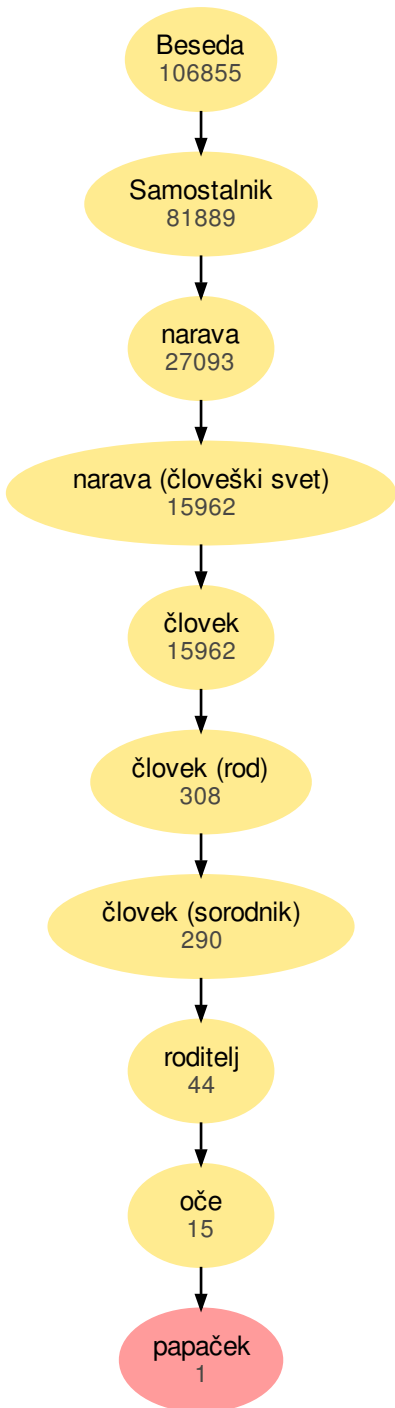 Beseda
106855
Samostalnik
81889
narava
27093
narava (človeški svet)
15962
človek
15962
človek (rod)
308
človek (sorodnik)
290
roditelj
44
oče
15
papaček
1